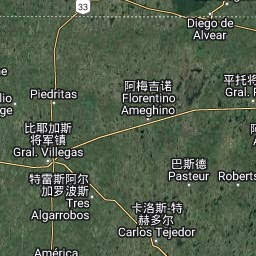 33
Diego de
Alvear
阿梅吉诺
Florentino
Ameghino
平托将
Gral. P
Piedritas
比耶加斯
将军镇
Gral. Villegas
巴斯德
Pasteur
Roberts
特雷斯阿尔
加罗波斯
Tres
Algarrobos
卡洛斯-特
赫多尔
Carlos Tejedor
América